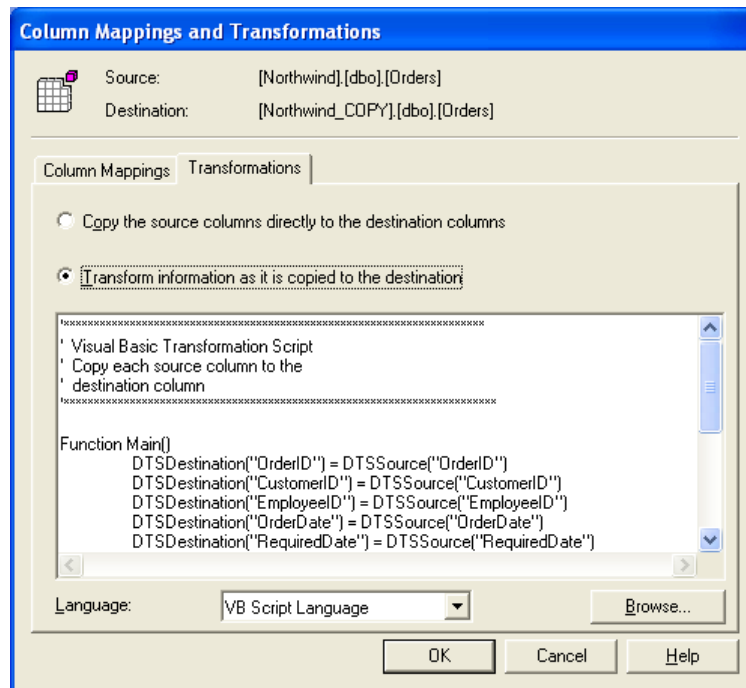 Column Mappings and Transformations
Source: [Northwind].[dbo].[Orders]
Destination: [Northwind_COPY].[dbo].[Orders]
Column Mappings Transformations
Copy the source columns directly to the destination columns
Transform information as it is copied to the destination
'**********************************************************************
' Visual Basic Transformation Script
' Copy each source column to the
' destination column
'************************************************************************
Function Main()
DTSDestination("OrderID") = DTSSource("OrderID")
DTSDestination("CustomerID") = DTSSource("CustomerID")
DTSDestination("EmployeeID") = DTSSource("EmployeeID")
DTSDestination("OrderDate") = DTSSource("OrderDate")
DTSDestination("RequiredDate") = DTSSource("RequiredDate")
Language: VB Script Language Browse...
OK Cancel Help